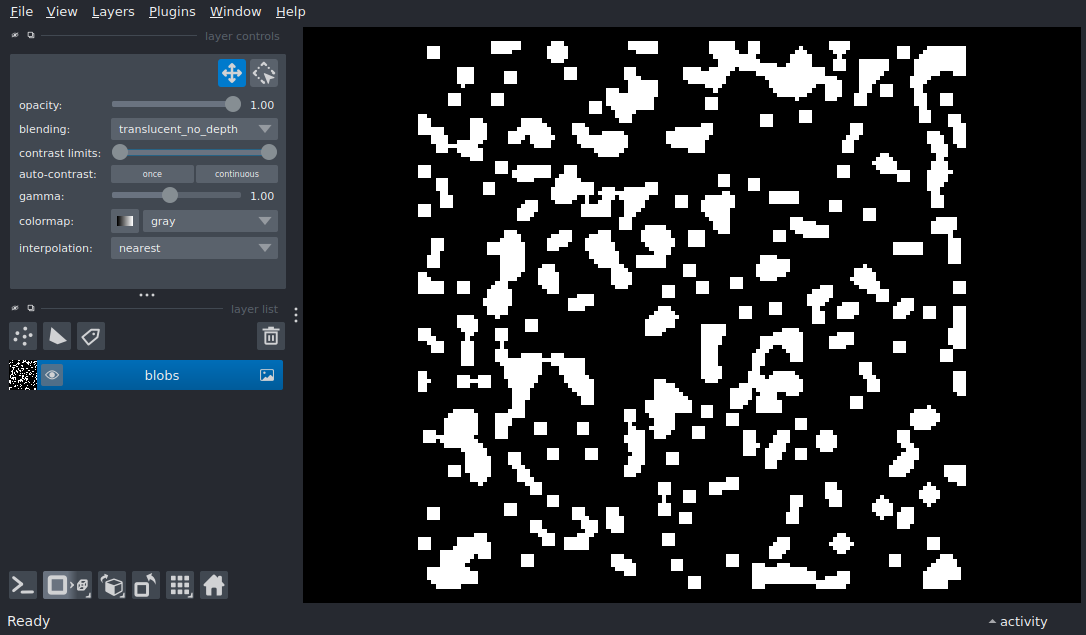 File View Layers Plugins Window Help
layer controls
opacity: 1.00
blending: translucent_no_depth
contrast limits:
auto-contrast: once continuous
gamma: 1.00
colormap: gray
interpolation: nearest
layer list
blobs
Ready activity